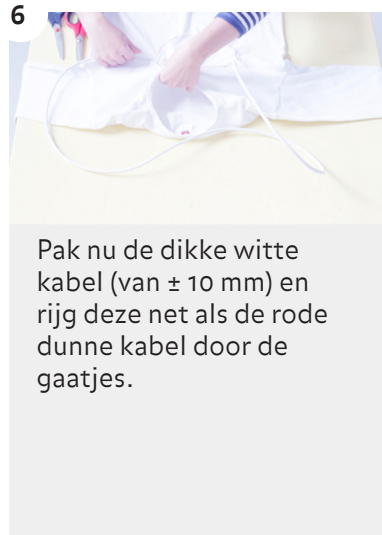 6
Pak nu de dikke witte
kabel (van ± 10 mm) en
rijg deze net als de rode
dunne kabel door de
gaatjes.